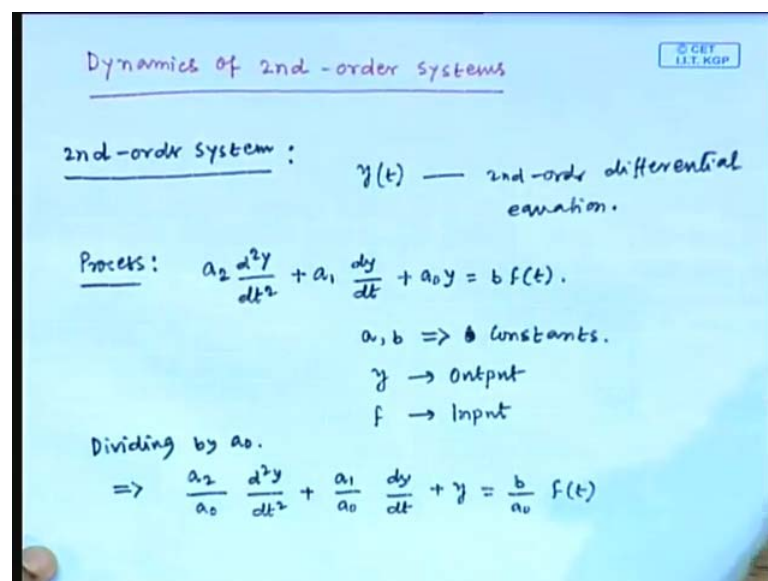 Dynamics of 2nd-order systems
© CET
I.I.T. KGP
2nd-order system :
y(t) — 2nd-order differential
equation.
Process : a₂ d²y/dt² + a₁ dy/dt + a₀y = b f(t).
a, b => constants.
y → output
f → Input
Dividing by a₀.
=> a₂/a₀ d²y/dt² + a₁/a₀ dy/dt + y = b/a₀ f(t)